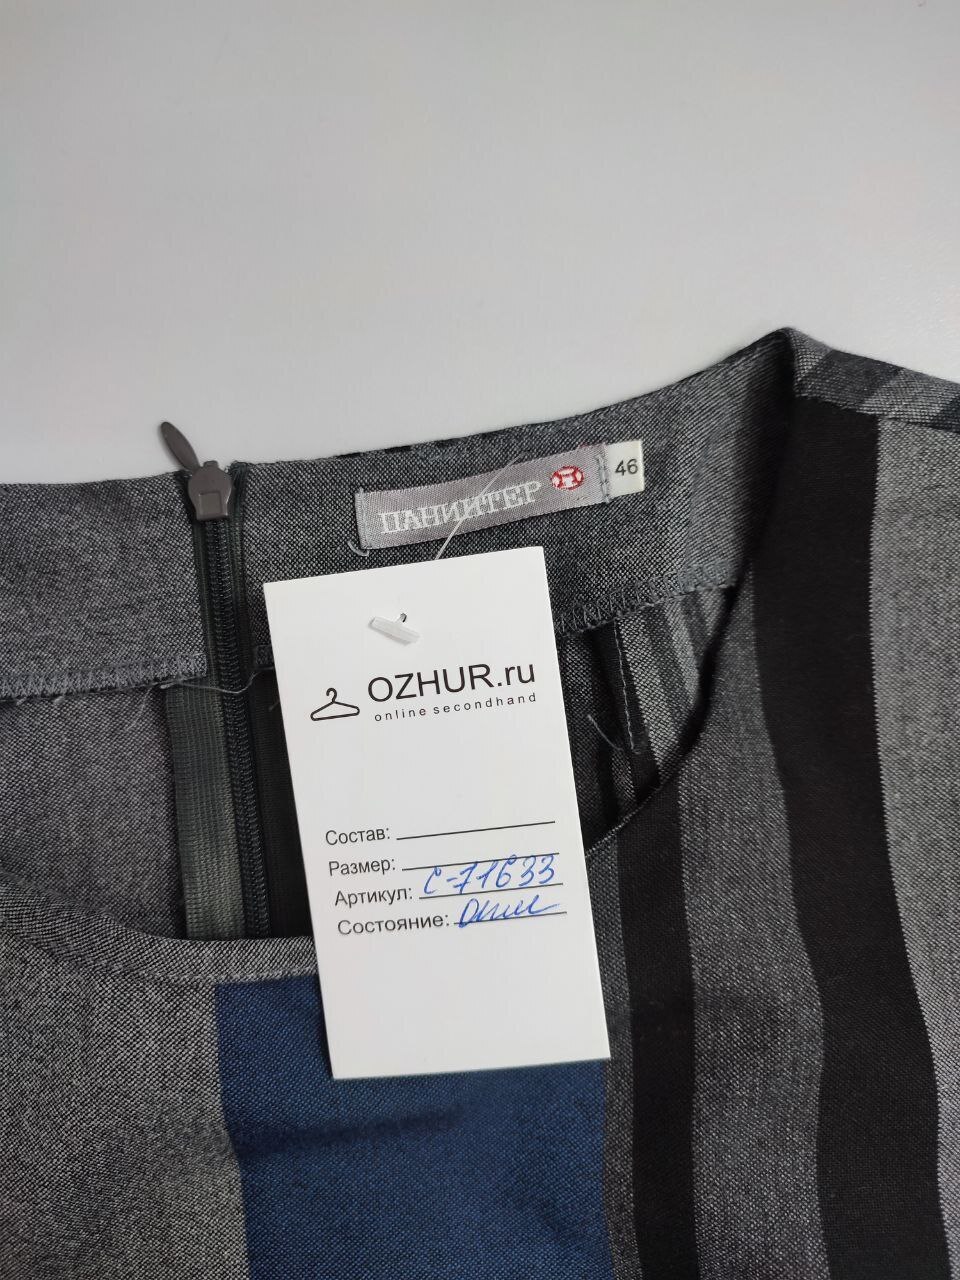 ПАНИНТЕР
46
OZHUR.ru
online secondhand
Состав:
Размер:
Артикул: С-71633
Состояние: